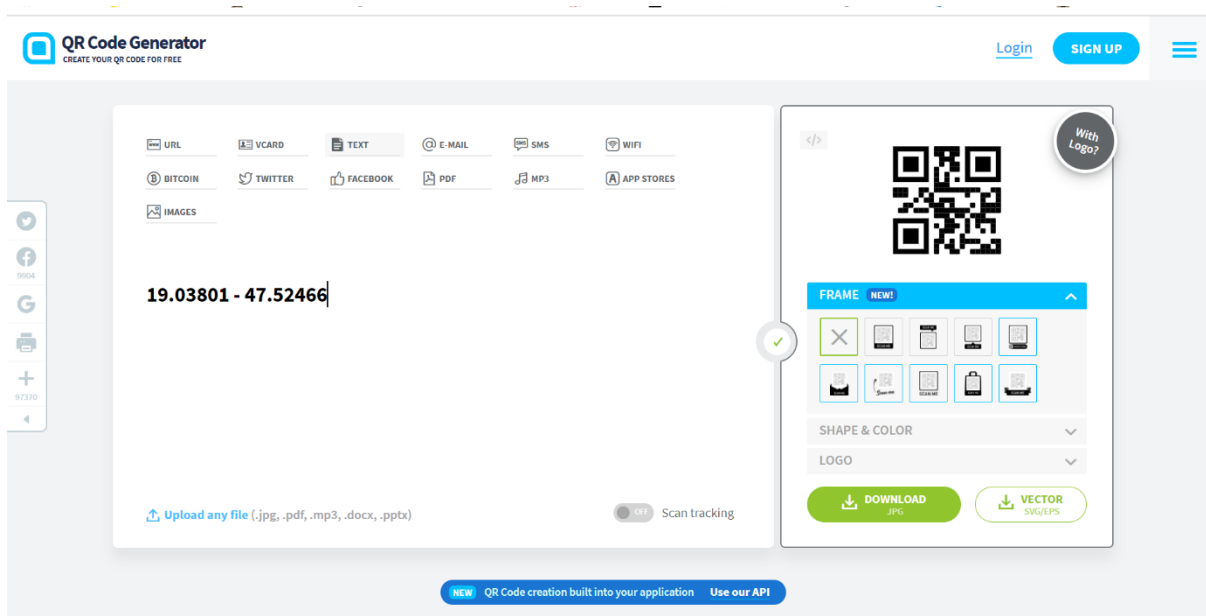 QR Code Generator
CREATE YOUR QR CODE FOR FREE
Login
SIGN UP
URL
VCARD
TEXT
E-MAIL
SMS
WIFI
BITCOIN
TWITTER
FACEBOOK
PDF
MP3
APP STORES
IMAGES
9904
97370
19.03801 - 47.52466
Upload any file (.jpg, .pdf, .mp3, .docx, .pptx)
OFF
Scan tracking
</>
With
Logo?
FRAME NEW!
SHAPE & COLOR
LOGO
DOWNLOAD
JPG
VECTOR
SVG/EPS
NEW QR Code creation built into your application Use our API